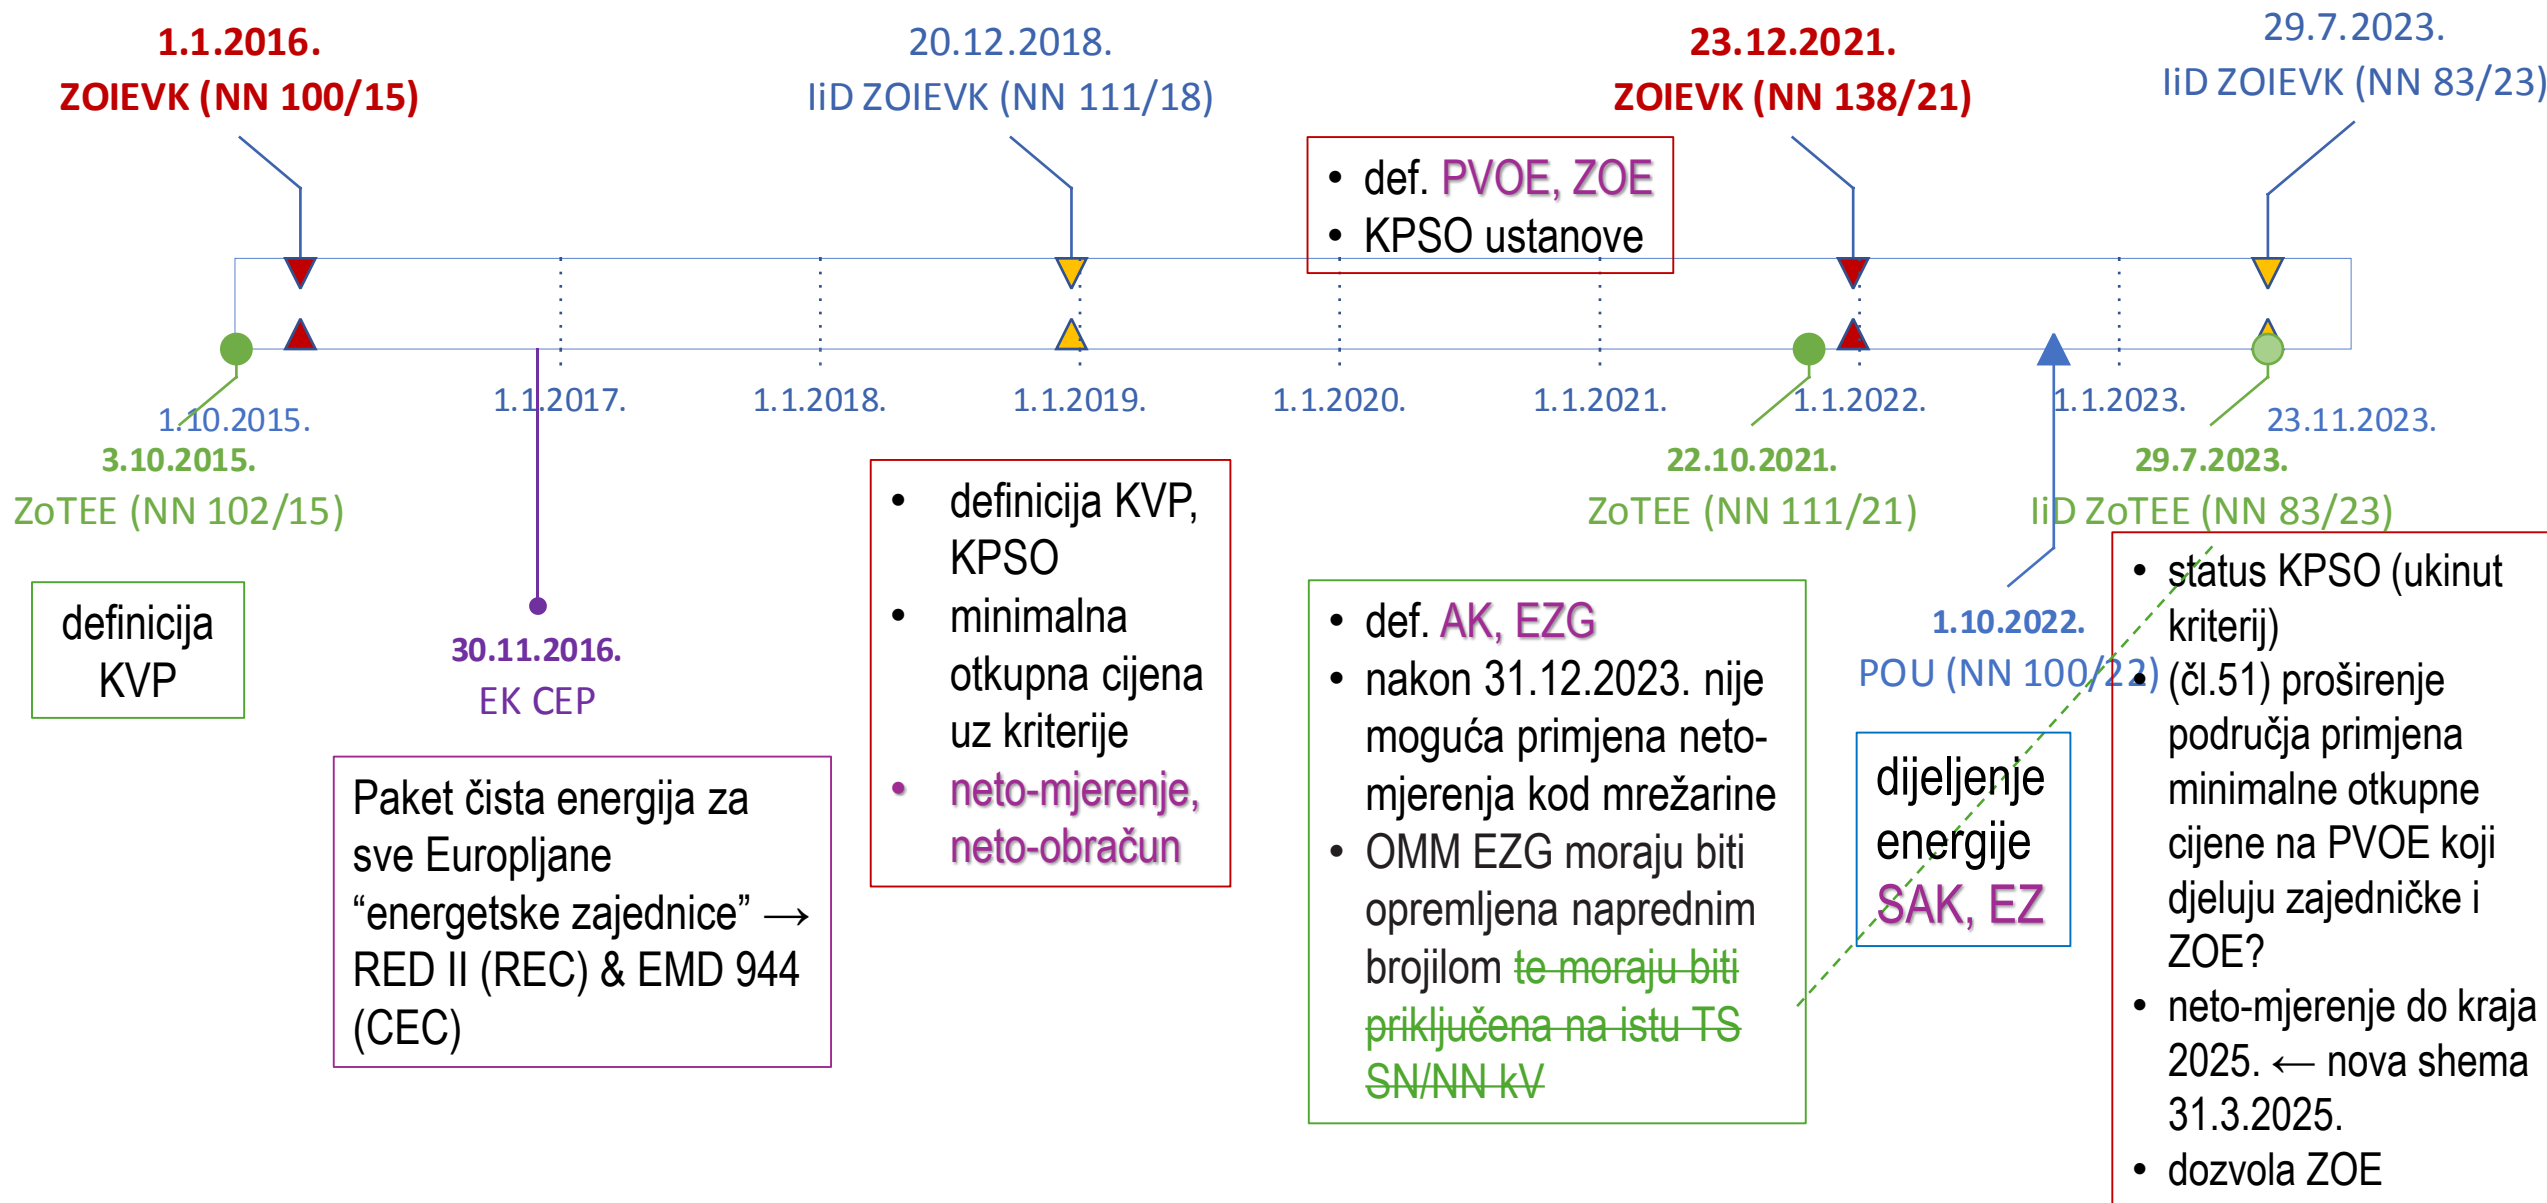 1.1.2016.
ZOIEVK (NN 100/15)
20.12.2018.
IiD ZOIEVK (NN 111/18)
23.12.2021.
ZOIEVK (NN 138/21)
29.7.2023.
IiD ZOIEVK (NN 83/23)
• def. PVOE, ZOE
• KPSO ustanove
1.10.2015.
1.1.2017.
1.1.2018.
1.1.2019.
1.1.2020.
1.1.2021.
1.1.2022.
1.1.2023.
23.11.2023.
3.10.2015.
ZoTEE (NN 102/15)
definicija
KVP
30.11.2016.
EK CEP
Paket čista energija za
sve Europljane
“energetske zajednice” →
RED II (REC) & EMD 944
(CEC)
• definicija KVP,
KPSO
• minimalna
otkupna cijena
uz kriterije
• neto-mjerenje,
neto-obračun
22.10.2021.
ZoTEE (NN 111/21)
• def. AK, EZG
• nakon 31.12.2023. nije
moguća primjena neto-
mjerenja kod mrežarine
• OMM EZG moraju biti
opremljena naprednim
brojilom te moraju biti
priključena na istu TS
SN/NN kV
1.10.2022.
POU (NN 100/22)
dijeljenje
energije
SAK, EZ
29.7.2023.
IiD ZoTEE (NN 83/23)
• status KPSO (ukinut
kriterij)
• (čl.51) proširenje
područja primjena
minimalne otkupne
cijene na PVOE koji
djeluju zajedničke i
ZOE?
• neto-mjerenje do kraja
2025. ← nova shema
31.3.2025.
• dozvola ZOE